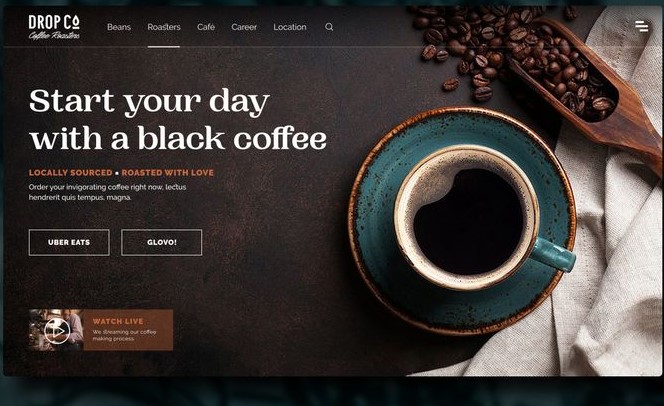 DROP CO
Coffee Roasters
Beans
Roasters
Café
Career
Location
Start your day
with a black coffee
LOCALLY SOURCED • ROASTED WITH LOVE
Order your invigorating coffee right now, lectus
hendrerit quis tempus, magna.
UBER EATS
GLOVO!
WATCH LIVE
We streaming our coffee
making process